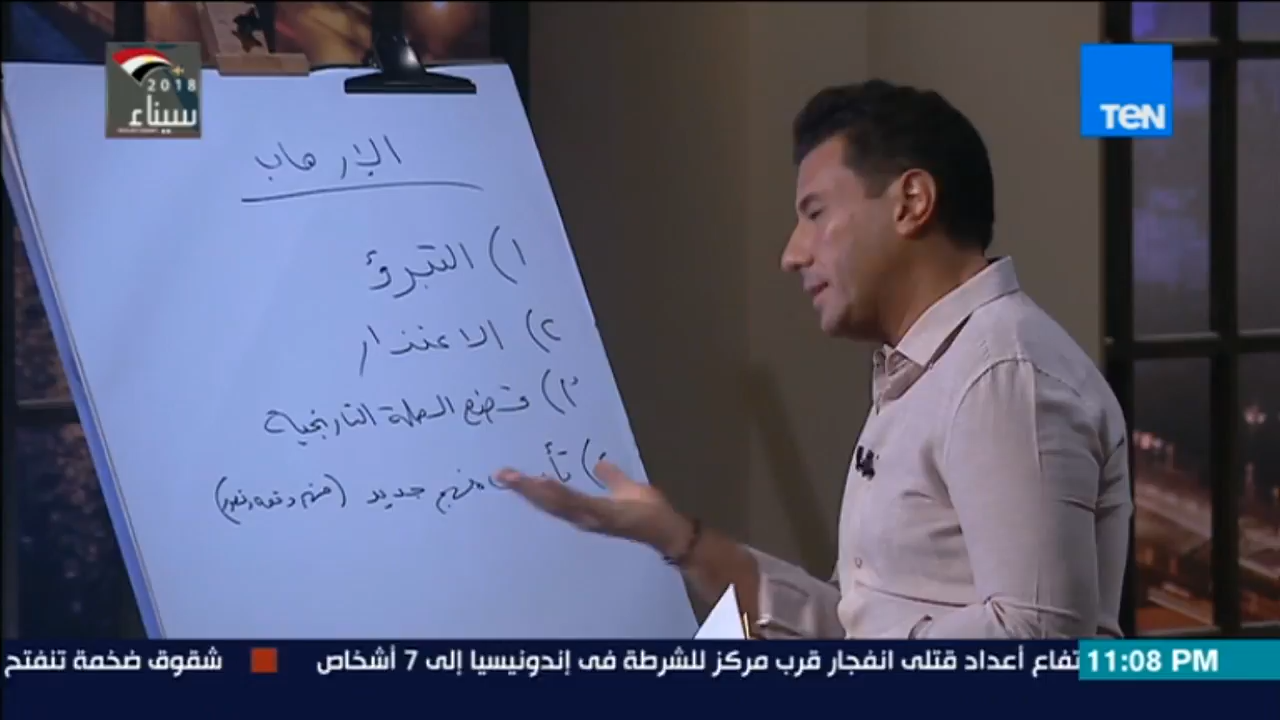 2018
سيناء
TEN
الإرهاب
١) التبرؤ
٢) الاعتذار
٣) قطع الصلة التاريخية
٤) منهج جديد
تفاع أعداد قتلى انفجار قرب مركز للشرطة فى إندونيسيا إلى 7 أشخاص
شقوق ضخمة تنفتح
11:08 PM